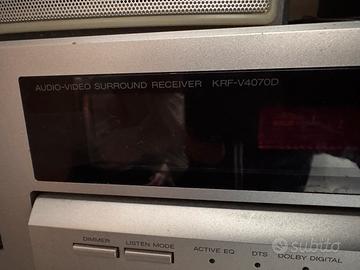 AUDIO-VIDEO SURROUND RECEIVER KRF-V4070D
DIMMER LISTEN MODE ACTIVE EQ DTS DOLBY DIGITAL
subito